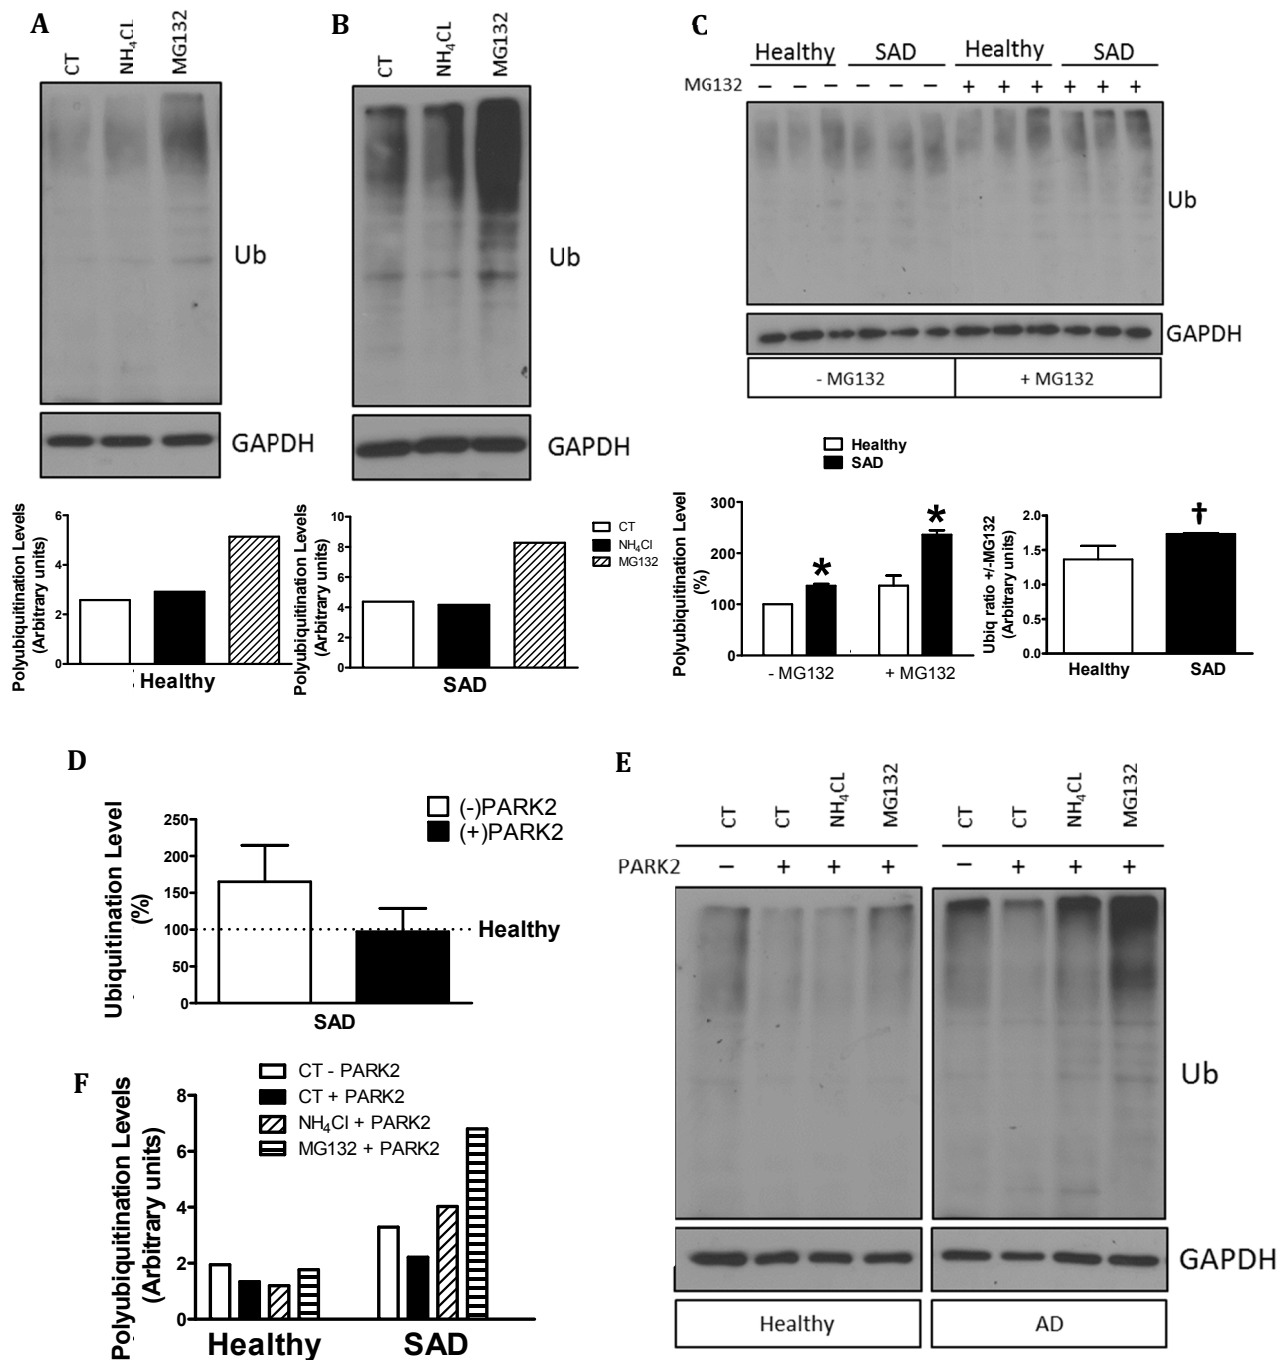 A
CT
NH₄CL
MG132
Ub
GAPDH
Polyubiquitination Levels
(Arbitrary units)
6
4
2
0
Healthy
B
CT
NH₄CL
MG132
Ub
GAPDH
Polyubiquitination Levels
(Arbitrary units)
10
8
6
4
2
0
SAD
CT
NH₄Cl
MG132
C
Healthy SAD Healthy SAD
MG132 – – – – – – + + + + + +
Ub
GAPDH
- MG132 + MG132
Healthy
SAD
Polyubiquitination Level
(%)
300
200
100
0
*
*
- MG132 + MG132
Ubiq ratio +/-MG132
(Arbitrary units)
2.0
1.5
1.0
0.5
0.0
†
Healthy SAD
D
(-)PARK2
(+)PARK2
Ubiquitination Level
(%)
250
200
150
100
50
0
Healthy
SAD
E
CT CT NH₄CL MG132 CT CT NH₄CL MG132
PARK2 – + + + – + + +
Ub
GAPDH
Healthy AD
F
CT - PARK2
CT + PARK2
NH₄Cl + PARK2
MG132 + PARK2
Polyubiquitination Levels
(Arbitrary units)
8
6
4
2
0
Healthy SAD